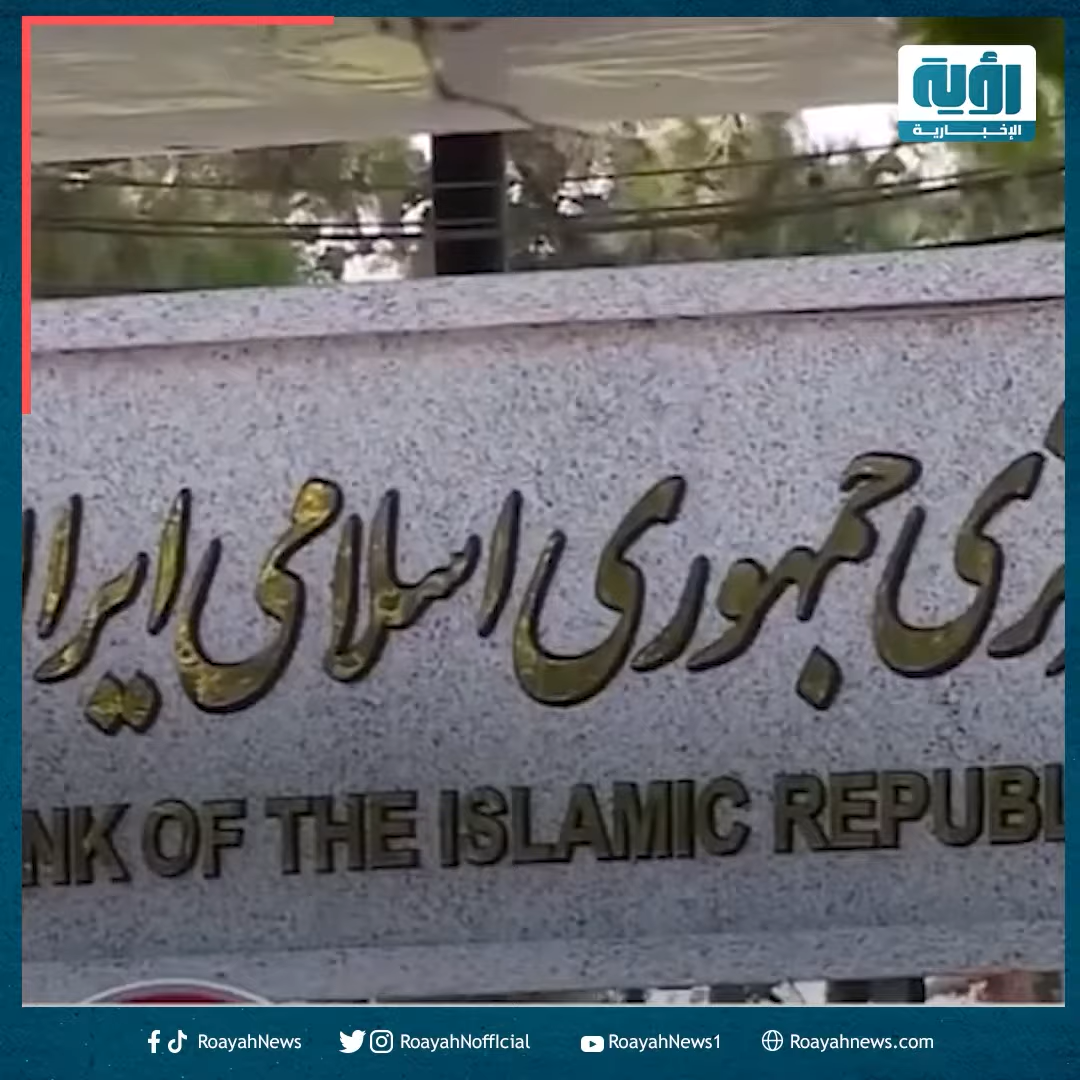 رؤية
الإخبارية
ری جمهوری اسلامی ایرا
NK OF THE ISLAMIC REPUBL
RoayahNews
RoayahNoffIcial
RoayahNews1
Roayahnews.com